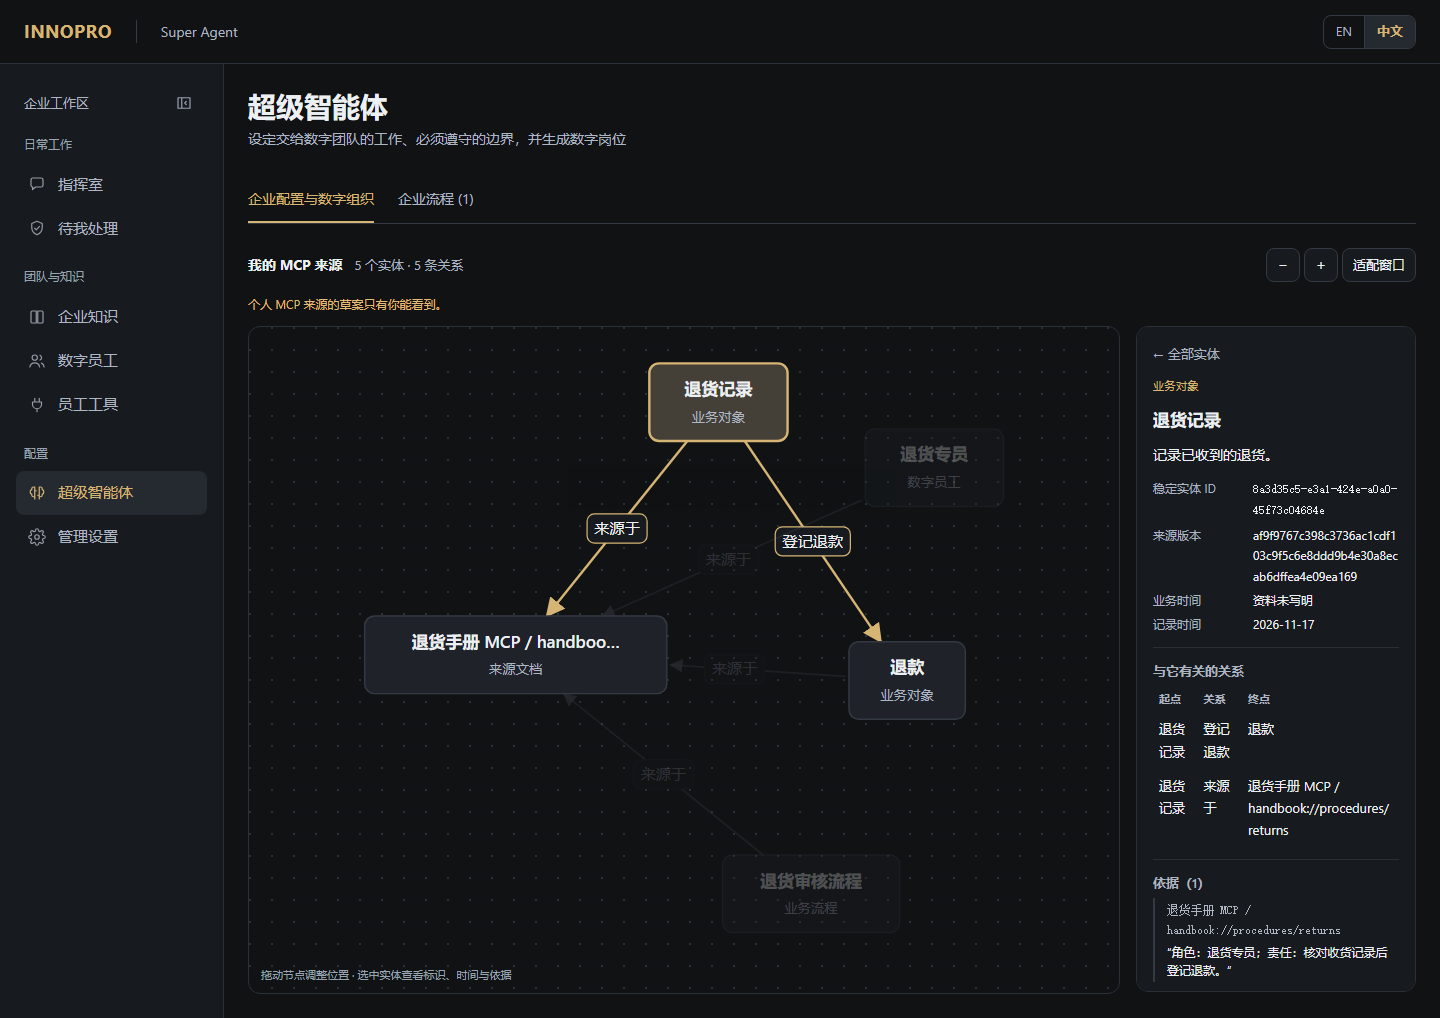 INNOPRO
Super Agent
EN
中文
企业工作区
日常工作
指挥室
待我处理
团队与知识
企业知识
数字员工
员工工具
配置
超级智能体
管理设置
超级智能体
设定交给数字团队的工作、必须遵守的边界，并生成数字岗位
企业配置与数字组织
企业流程 (1)
我的 MCP 来源
5 个实体 · 5 条关系
−
+
适配窗口
个人 MCP 来源的草案只有你能看到。
退货记录
业务对象
退货专员
数字员工
来源于
登记退款
来源于
退货手册 MCP / handboo...
来源文档
来源于
退款
业务对象
来源于
退货审核流程
业务流程
拖动节点调整位置 · 选中实体查看标识、时间与依据
← 全部实体
业务对象
退货记录
记录已收到的退货。
稳定实体 ID
8a3d35c5-e3a1-424e-a0a0-
45f73c04684e
来源版本
af9f9767c398c3736ac1cdf1
03c9f5c6e8ddd9b4e30a8ec
ab6dffea4e09ea169
业务时间
资料未写明
记录时间
2026-11-17
与它有关的关系
起点 关系 终点
退货 登记 退款
记录 退款
退货 来源 退货手册 MCP /
记录 于 handbook://procedures/
returns
依据（1）
退货手册 MCP /
handbook://procedures/returns
“角色：退货专员；责任：核对收货记录后
登记退款。”